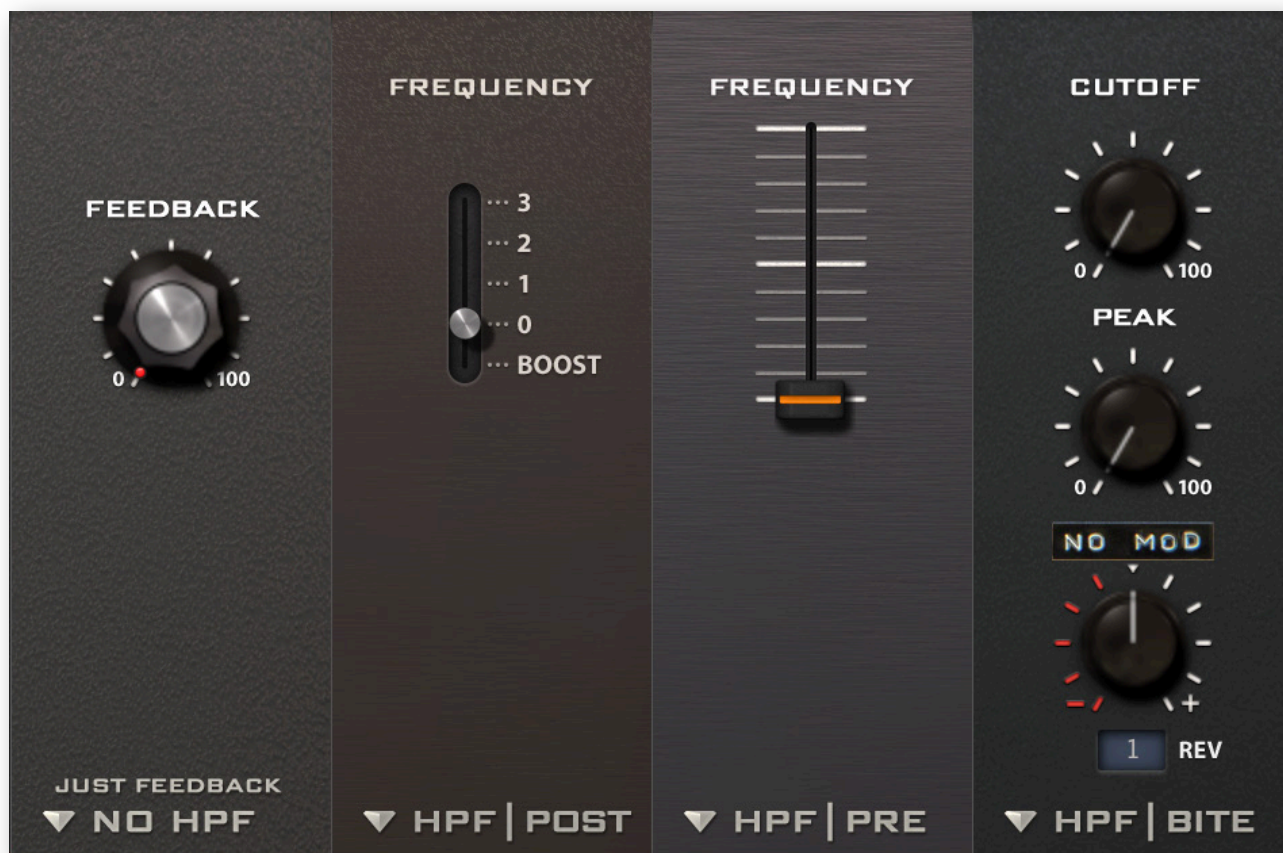 FEEDBACK
0 100
JUST FEEDBACK
NO HPF
FREQUENCY
3
2
1
0
BOOST
HPF|POST
FREQUENCY
HPF|PRE
CUTOFF
0 100
PEAK
0 100
NO MOD
- +
1 REV
HPF|BITE